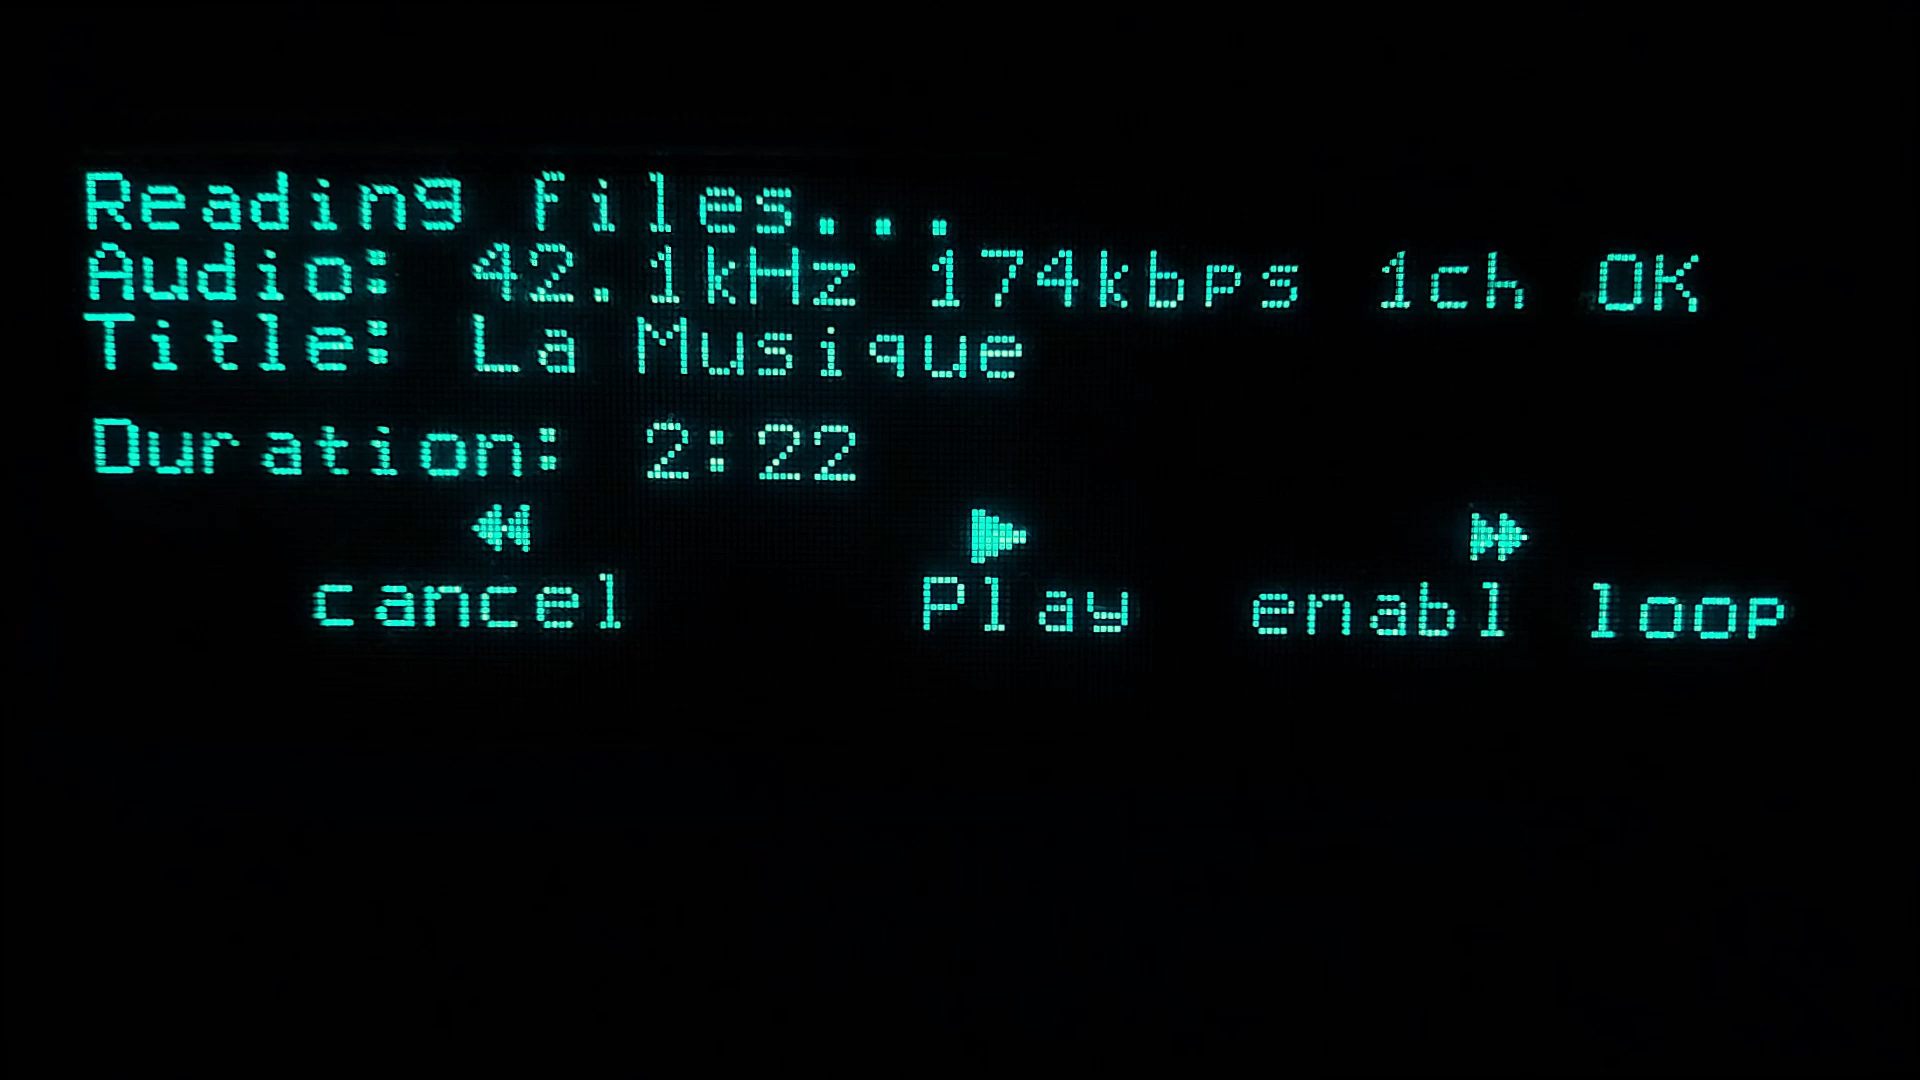 Reading files...
Audio: 42.1kHz 174kbps 1ch OK
Title: La Musique
Duration: 2:22
cancel Play enabl loop